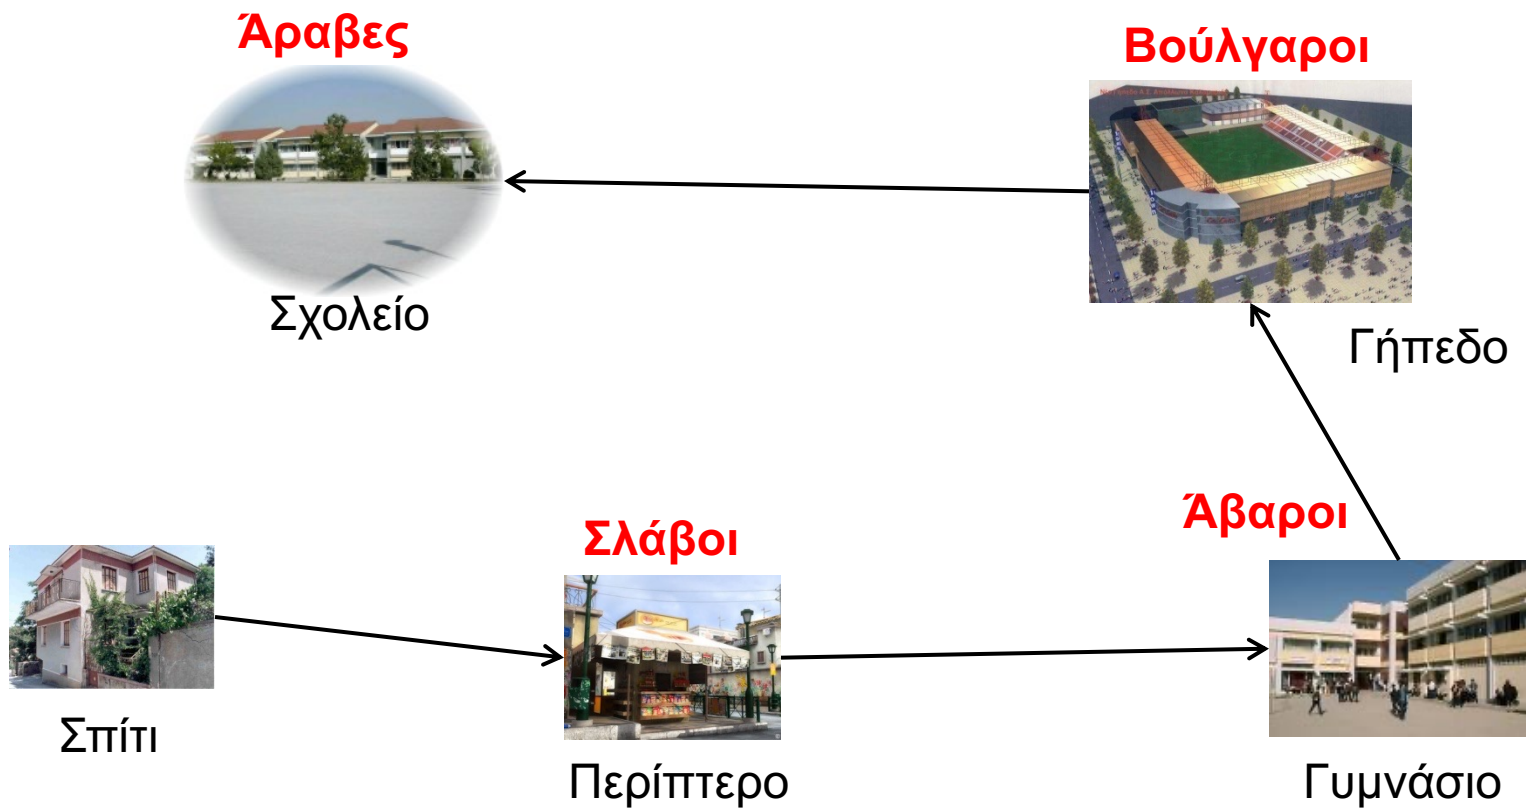 Άραβες
Βούλγαροι
Σχολείο
Γήπεδο
Σλάβοι
Άβαροι
Σπίτι
Περίπτερο
Γυμνάσιο